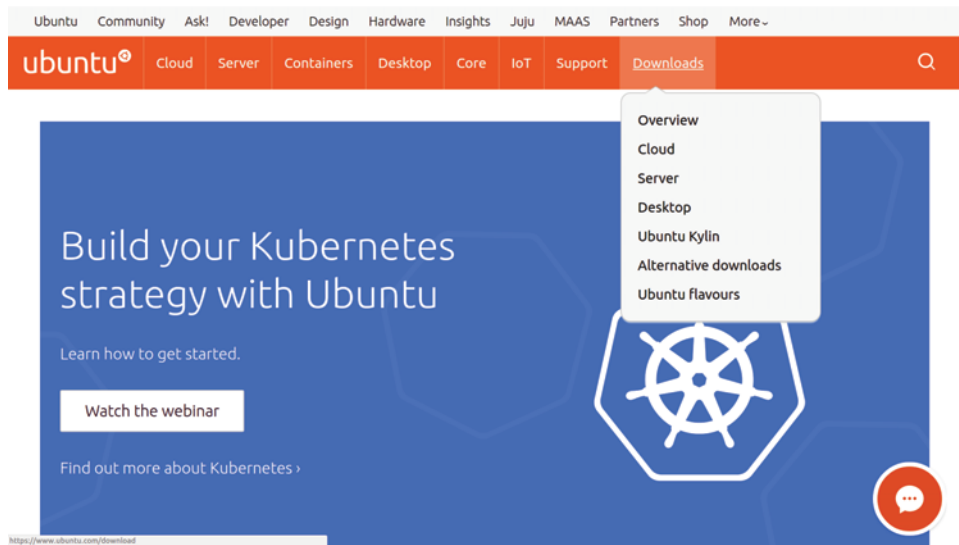 Ubuntu Community Ask! Developer Design Hardware Insights Juju MAAS Partners Shop More
ubuntu Cloud Server Containers Desktop Core IoT Support Downloads
Overview
Cloud
Server
Desktop
Ubuntu Kylin
Alternative downloads
Ubuntu flavours
Build your Kubernetes
strategy with Ubuntu
Learn how to get started.
Watch the webinar
Find out more about Kubernetes ›
https://www.ubuntu.com/download